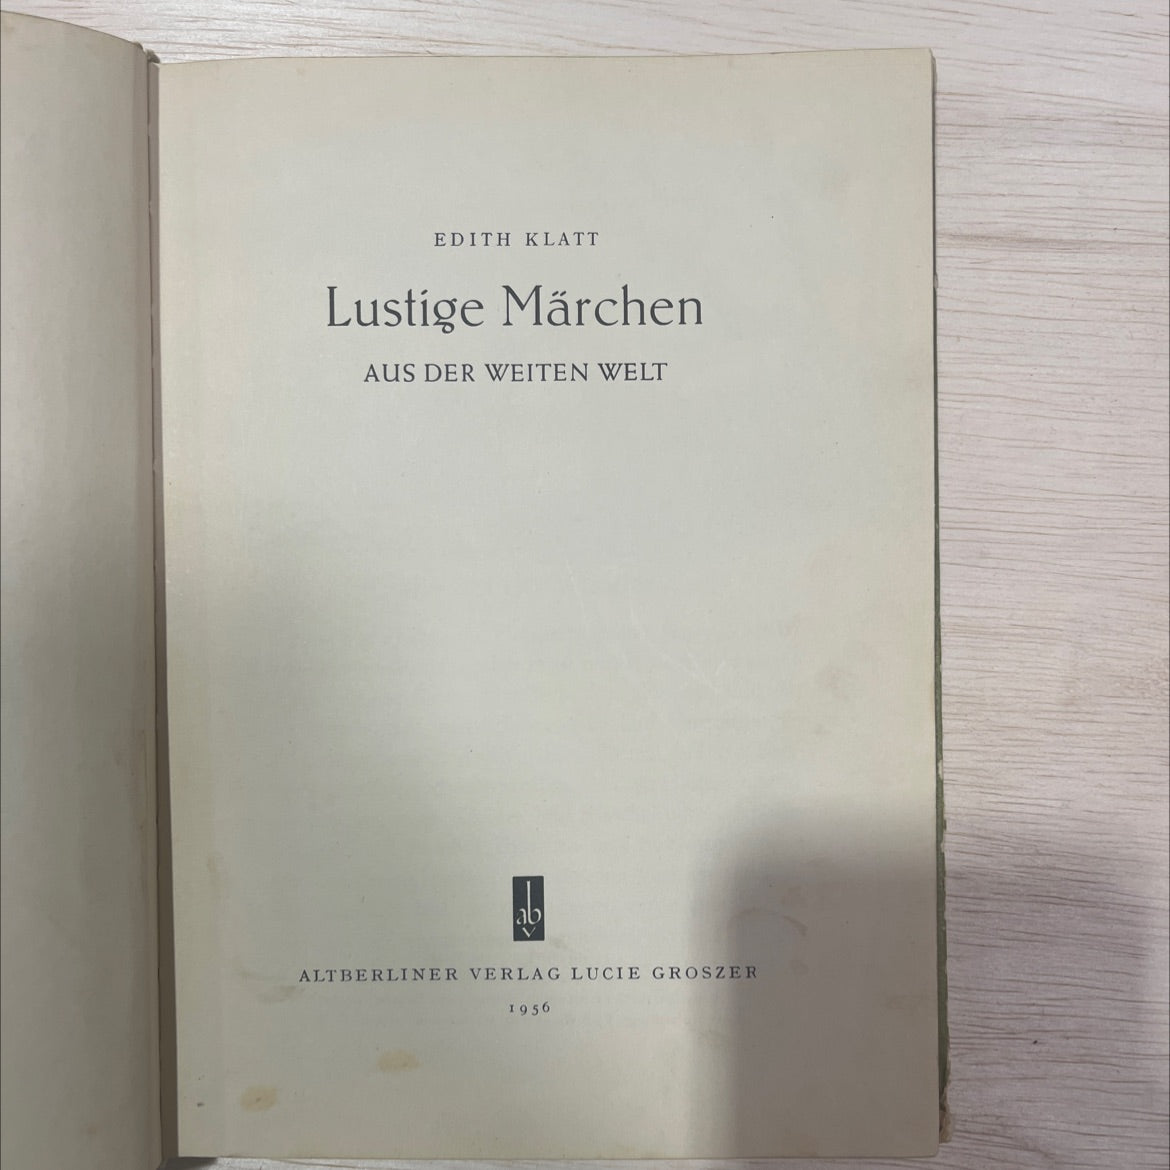 EDITH KLATT
Lustige Märchen
AUS DER WEITEN WELT
ab
v
ALTBERLINER VERLAG LUCIE GROSZER
1956